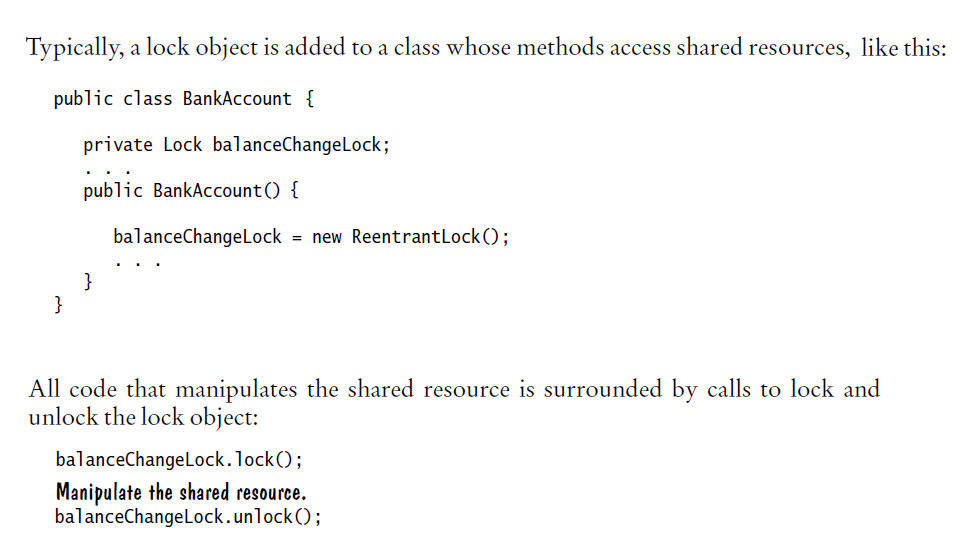 Typically, a lock object is added to a class whose methods access shared resources, like this:
public class BankAccount {
private Lock balanceChangeLock;
. . .
public BankAccount() {
balanceChangeLock = new ReentrantLock();
. . .
}
}
All code that manipulates the shared resource is surrounded by calls to lock and
unlock the lock object:
balanceChangeLock.lock();
Manipulate the shared resource.
balanceChangeLock.unlock();